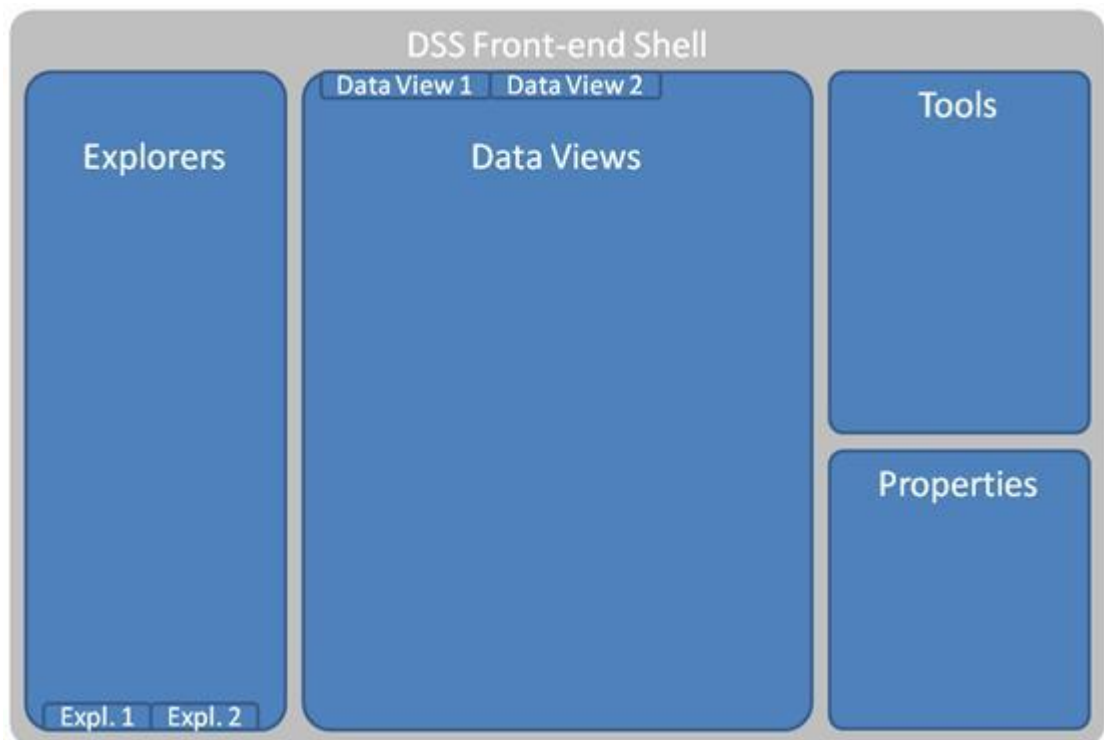 DSS Front-end Shell
Data View 1 Data View 2
Explorers
Data Views
Tools
Properties
Expl. 1 Expl. 2